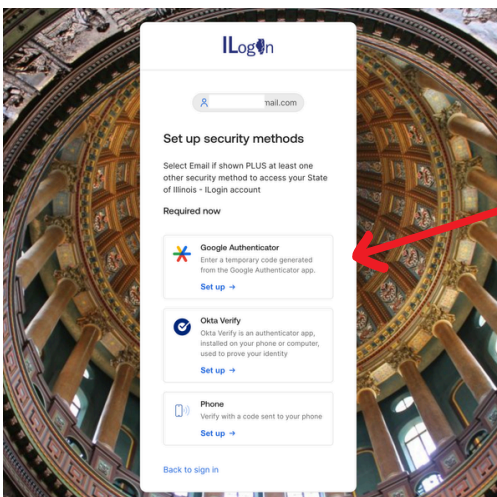 ILogIn
mail.com
Set up security methods
Select Email if shown PLUS at least one
other security method to access your State
of Illinois - ILogin account
Required now
Google Authenticator
Enter a temporary code generated
from the Google Authenticator app.
Set up →
Okta Verify
Okta Verify is an authenticator app,
installed on your phone or computer,
used to prove your identity
Set up →
Phone
Verify with a code sent to your phone
Set up →
Back to sign in